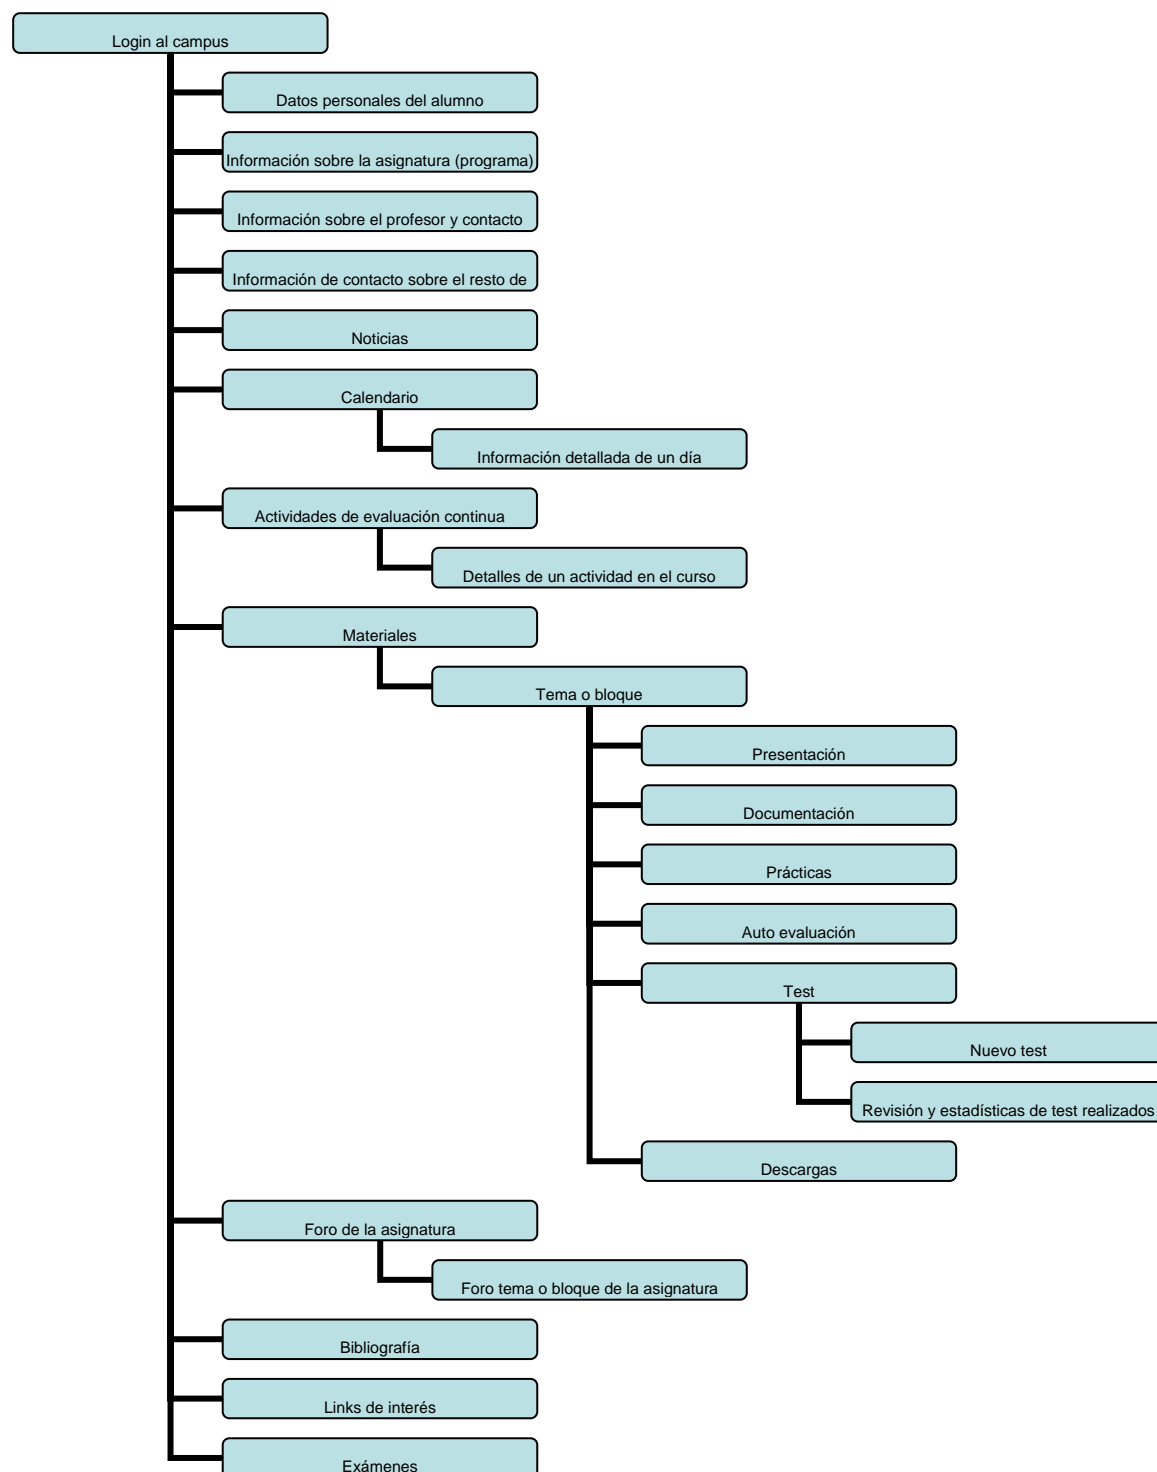 Login al campus
Datos personales del alumno
Información sobre la asignatura (programa)
Información sobre el profesor y contacto
Información de contacto sobre el resto de
Noticias
Calendario
Información detallada de un día
Actividades de evaluación continua
Detalles de un actividad en el curso
Materiales
Tema o bloque
Presentación
Documentación
Prácticas
Auto evaluación
Test
Nuevo test
Revisión y estadísticas de test realizados
Descargas
Foro de la asignatura
Foro tema o bloque de la asignatura
Bibliografía
Links de interés
Exámenes